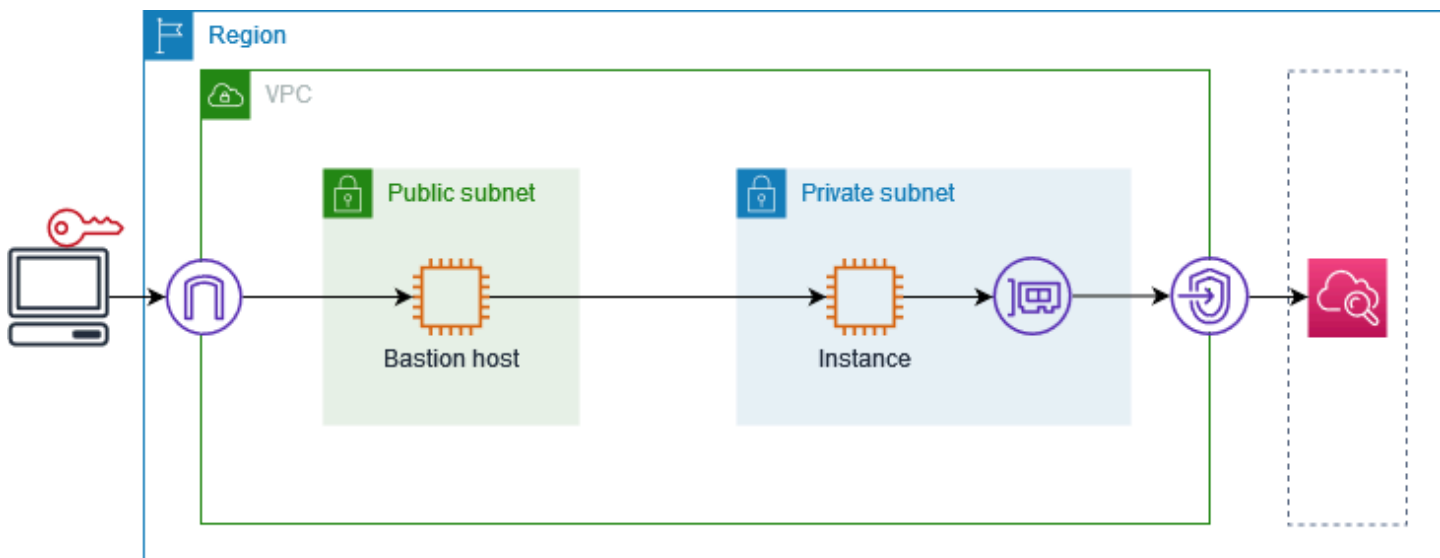 Region
VPC
Public subnet
Private subnet
Bastion host
Instance